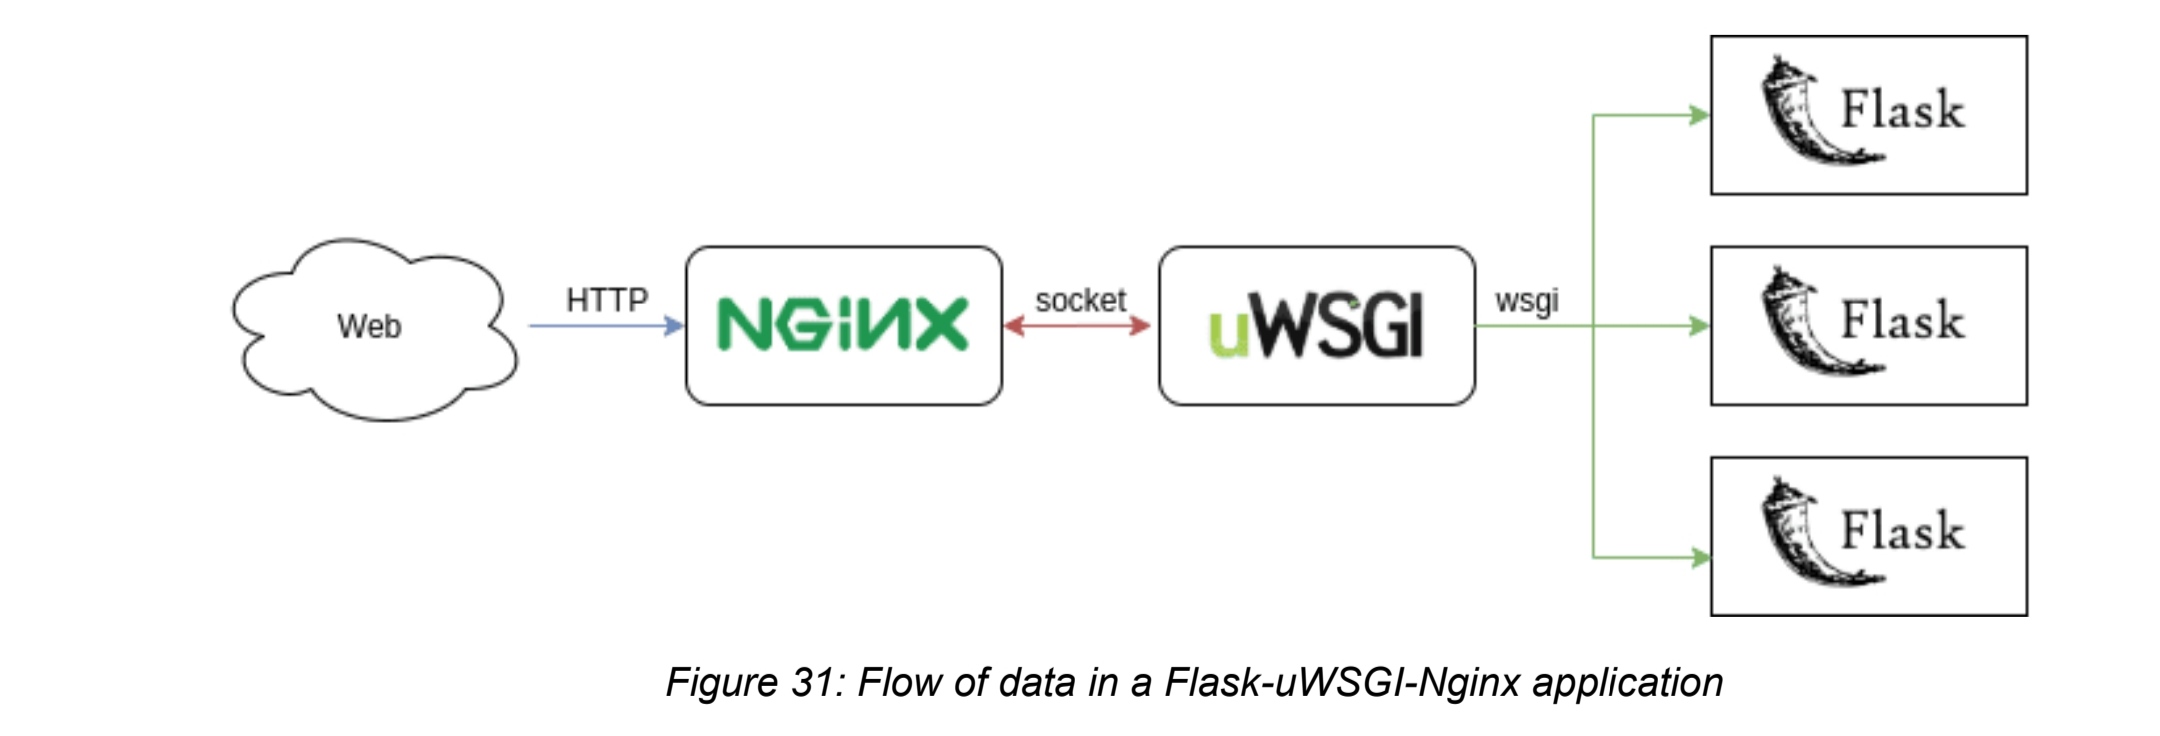 Flask
Web
HTTP
NGiNX
socket
uWSGI
wsgi
Flask
Flask
Figure 31: Flow of data in a Flask-uWSGI-Nginx application